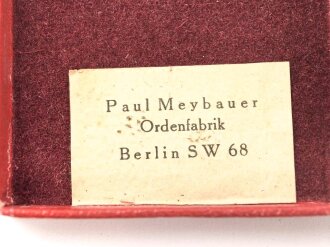 Paul Meybauer
Ordenfabrik
Berlin SW 68